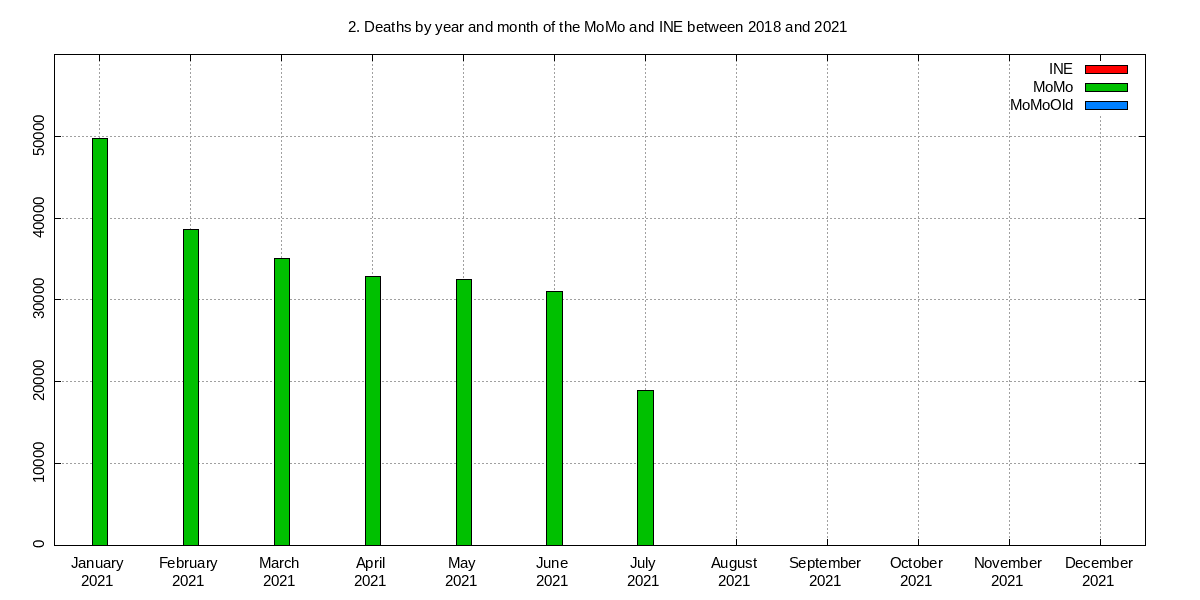 2. Deaths by year and month of the MoMo and INE between 2018 and 2021
INE
MoMo
MoMoOld
50000
40000
30000
20000
10000
0
January February March April May June July August September October November December
2021 2021 2021 2021 2021 2021 2021 2021 2021 2021 2021 2021